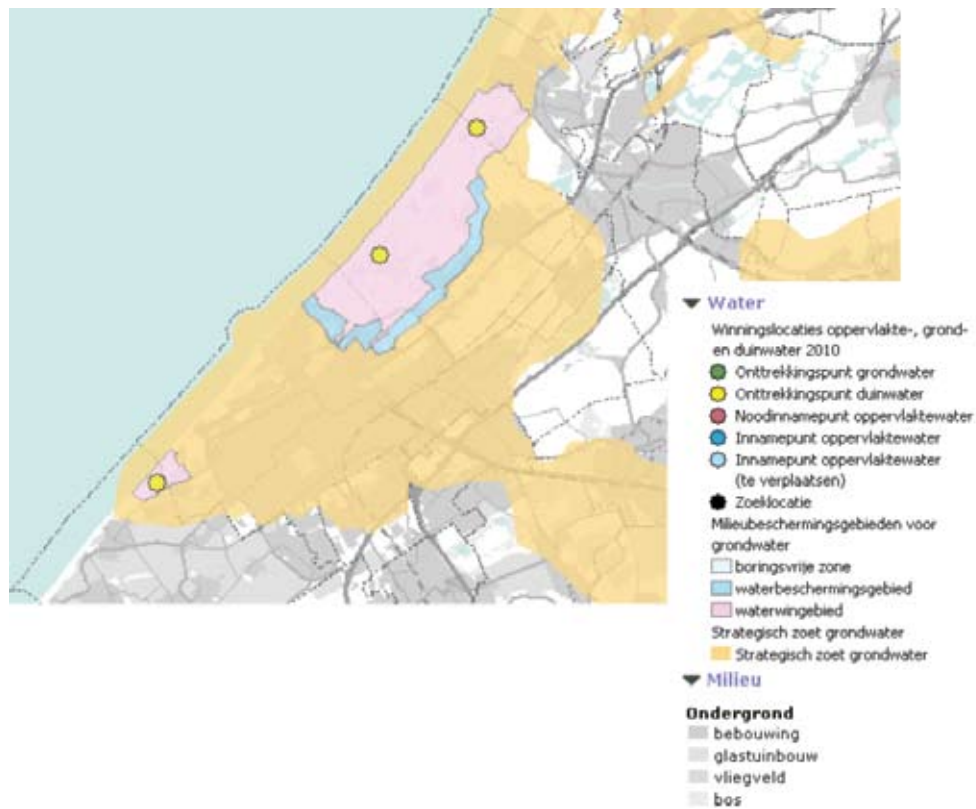 Water
Winningslocaties oppervlakte-, grond-
en duinwater 2010
Onttrekkingspunt grondwater
Onttrekkingspunt duinwater
Noodinnamepunt oppervlaktewater
Innamepunt oppervlaktewater
Innamepunt oppervlaktewater
(te verplaatsen)
Zoeklocatie
Milieubeschermingsgebieden voor
grondwater
boringsvrije zone
waterbeschermingsgebied
waterwingebied
Strategisch zoet grondwater
Strategisch zoet grondwater
Milieu
Ondergrond
bebouwing
glastuinbouw
vliegveld
bos